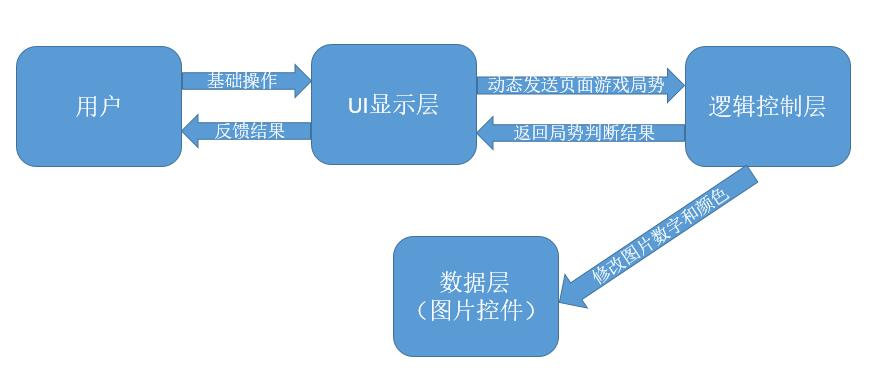 用户
基础操作
反馈结果
UI显示层
动态发送页面游戏局势
返回局势判断结果
逻辑控制层
修改图片数字和颜色
数据层
（图片控件）